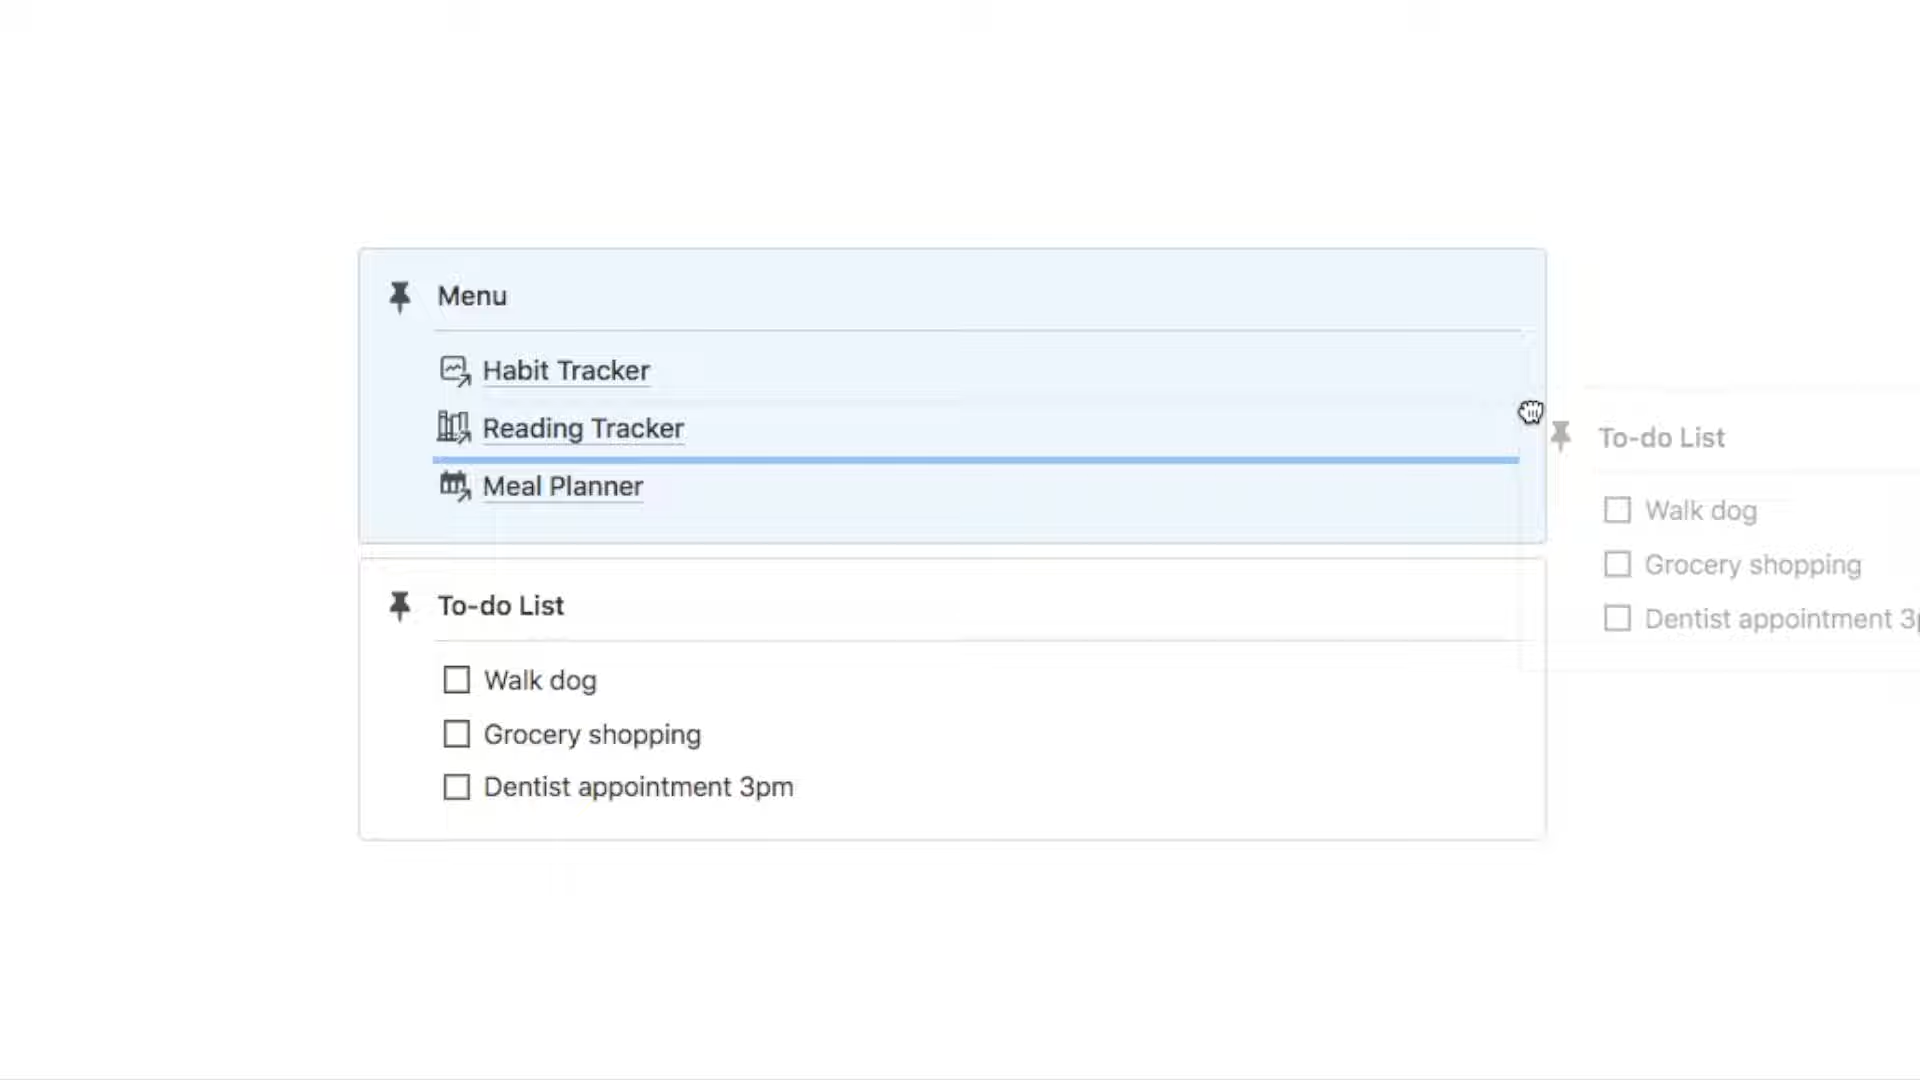 Menu
Habit Tracker
Reading Tracker
Meal Planner
To-do List
Walk dog
Grocery shopping
Dentist appointment 3pm
To-do List
Walk dog
Grocery shopping
Dentist appointment 3p